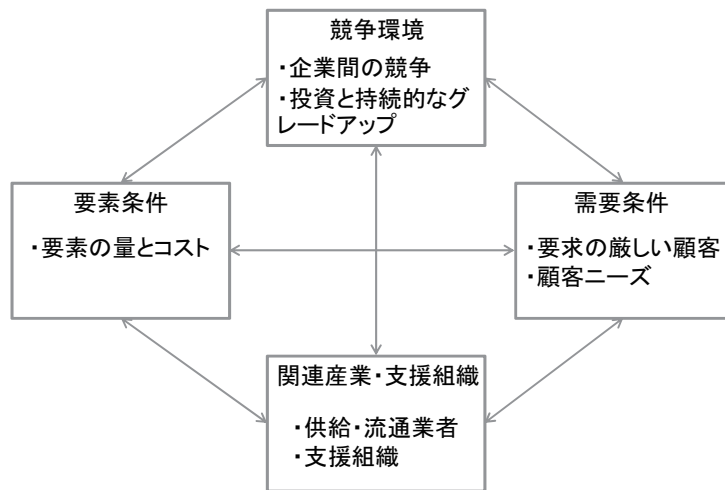 競争環境
・企業間の競争
・投資と持続的なグ
レードアップ
要素条件
・要素の量とコスト
需要条件
・要求の厳しい顧客
・顧客ニーズ
関連産業・支援組織
・供給・流通業者
・支援組織